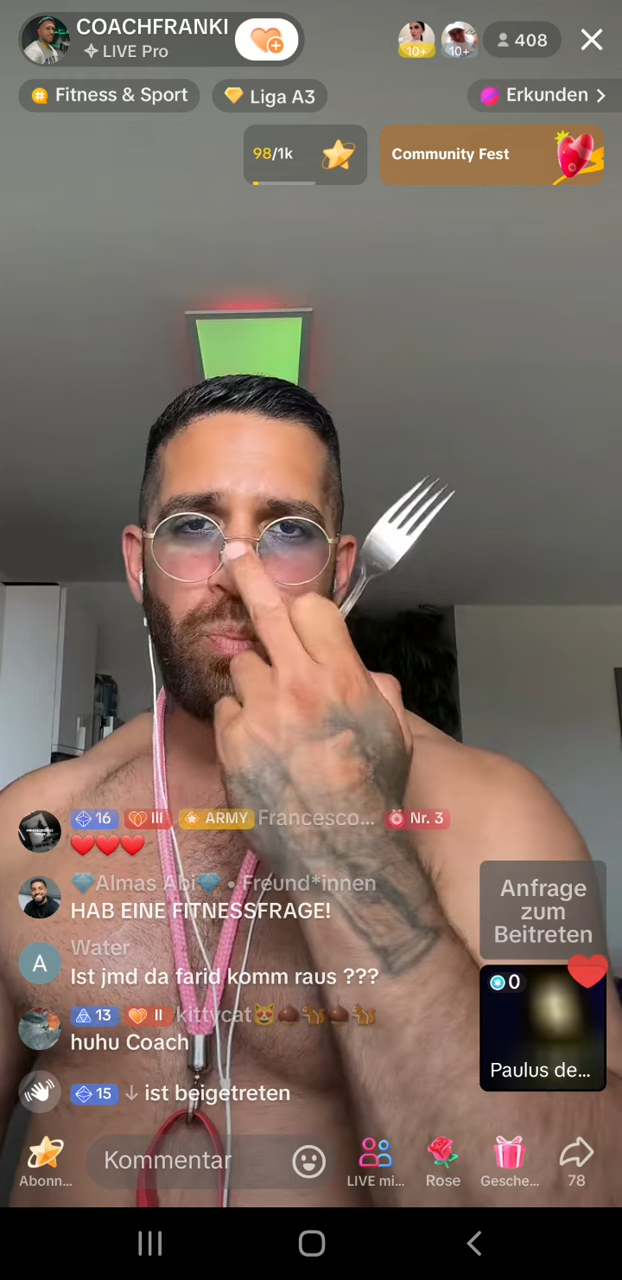 COACHFRANKI
LIVE Pro
10+
10+
408
Fitness & Sport
Liga A3
Erkunden
98/1k
Community Fest
16 III ARMY Francesco... Nr. 3
Almas Abi • Freund*innen
HAB EINE FITNESSFRAGE!
Water
A
Ist jmd da farid komm raus ???
13 II kittycat
huhu Coach
15 ist beigetreten
Anfrage
zum
Beitreten
0
Paulus de...
Kommentar
Abonn...
LIVE mi...
Rose
Gesche...
78